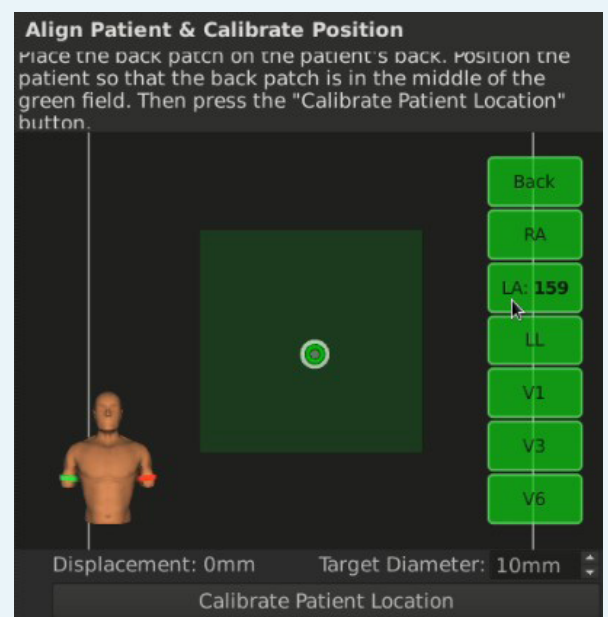 Align Patient & Calibrate Position
Place the back patch on the patient's back. Position the
patient so that the back patch is in the middle of the
green field. Then press the "Calibrate Patient Location"
button.
Back
RA
LA: 159
LL
V1
V3
V6
Displacement: 0mm
Target Diameter: 10mm
Calibrate Patient Location